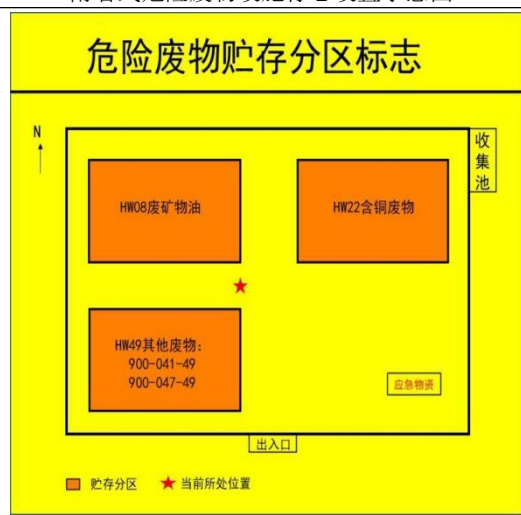 危险废物贮存分区标志
N
收
集
池
HW08废矿物油
HW22含铜废物
HW49其他废物：
900-041-49
900-047-49
应急物资
出入口
贮存分区
当前所处位置